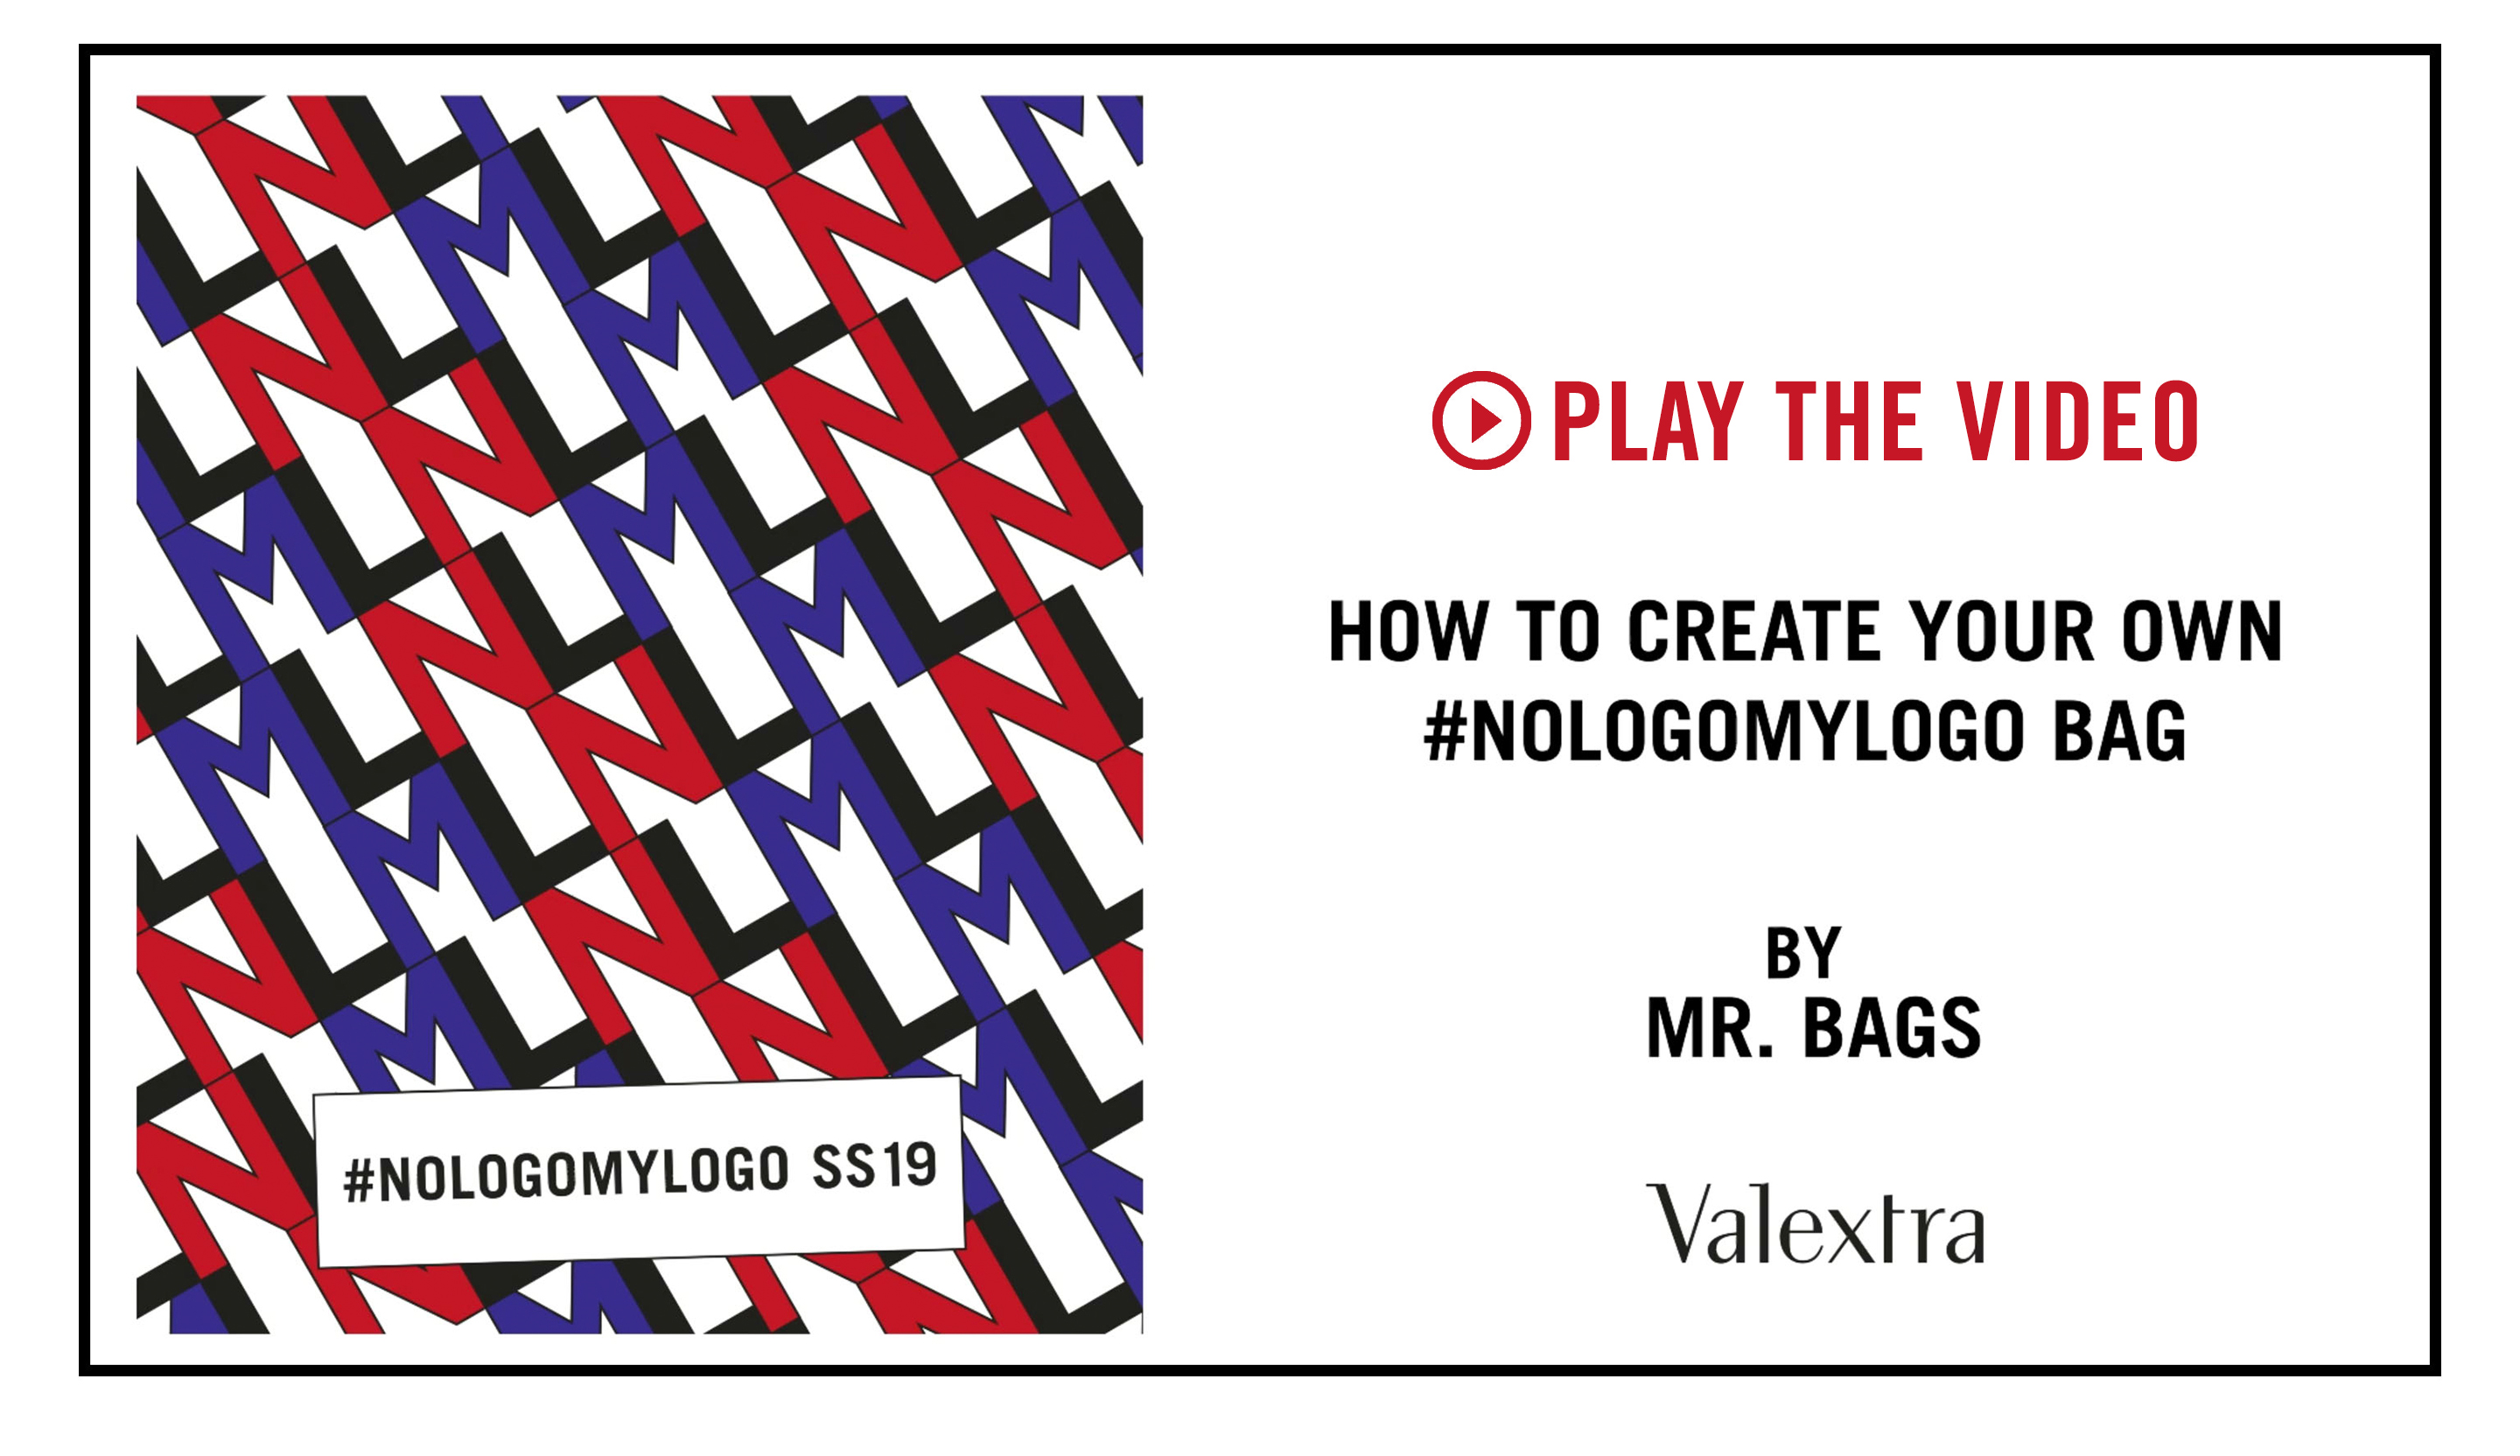 #NOLOGOMYLOGO SS19
PLAY THE VIDEO
HOW TO CREATE YOUR OWN
#NOLOGOMYLOGO BAG
BY
MR. BAGS
Valextra